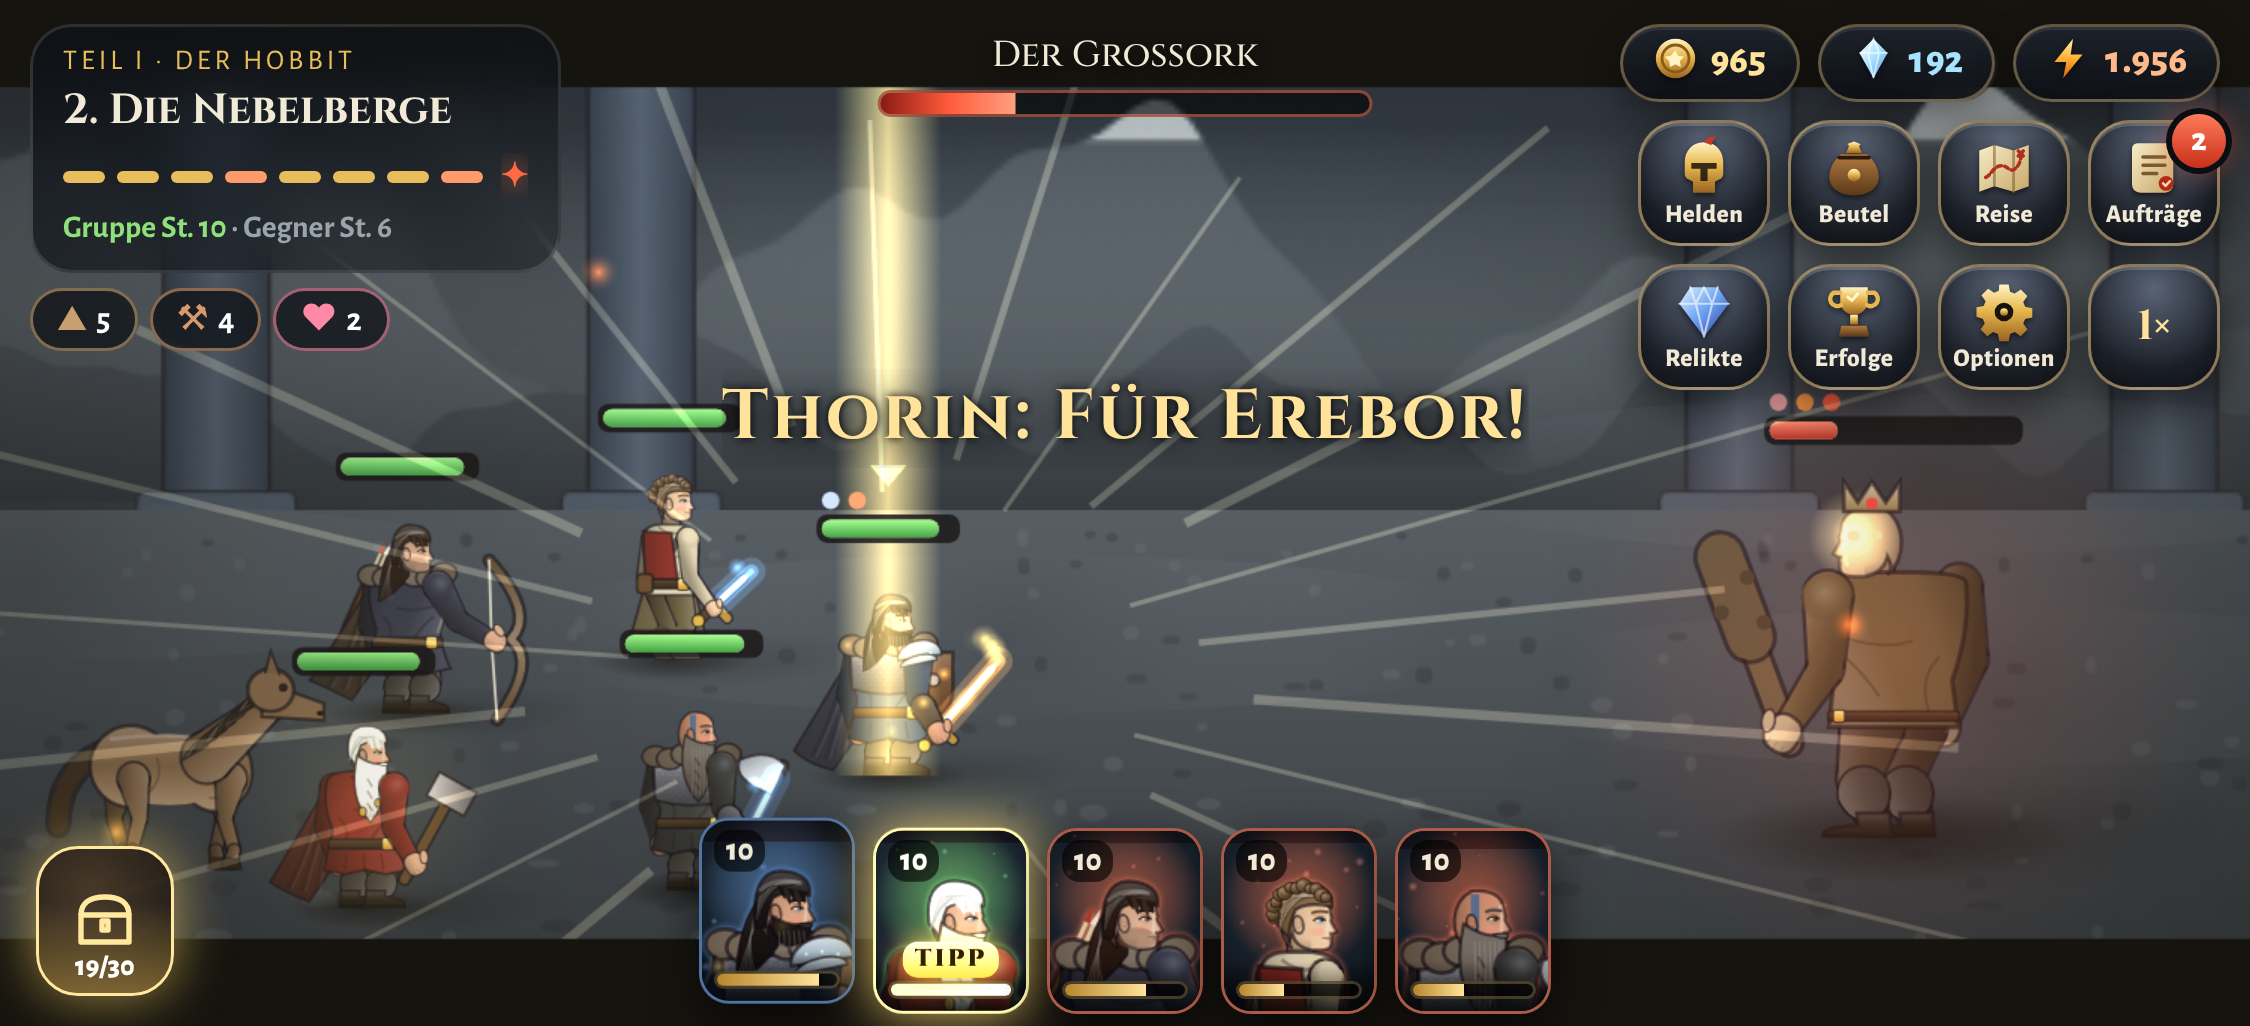 TEIL I · DER HOBBIT
2. DIE NEBELBERGE
Gruppe St. 10 · Gegner St. 6
5
4
2
DER GROSSORK
965
192
1.956
2
Helden
Beutel
Reise
Aufträge
Relikte
Erfolge
Optionen
1×
THORIN: FÜR EREBOR!
19/30
10
10
TIPP
10
10
10